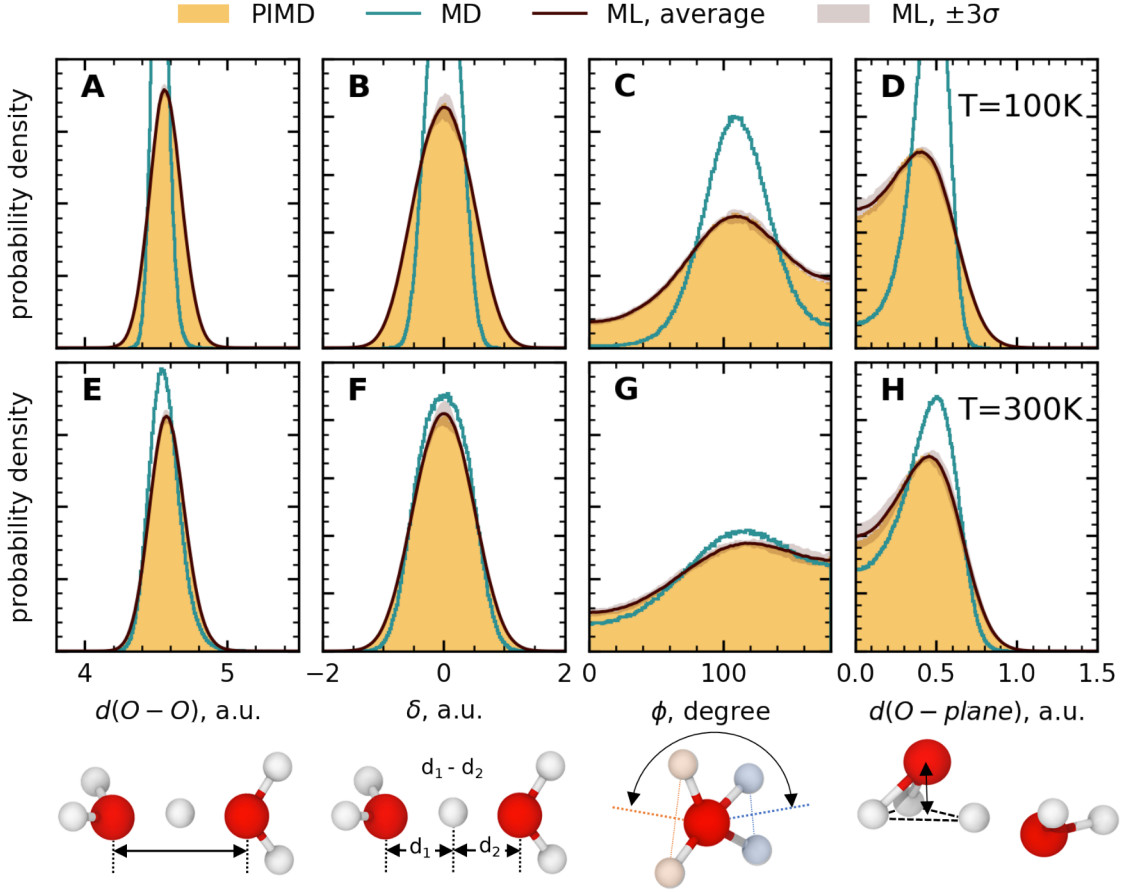 PIMD MD ML, average ML, ±3σ
probability density
A B C D T=100K
probability density
E F G H T=300K
4 5 −2 0 2 0 100 0.0 0.5 1.0 1.5
d(O − O), a.u. δ, a.u. ϕ, degree d(O − plane), a.u.
d₁ - d₂
d₁ d₂